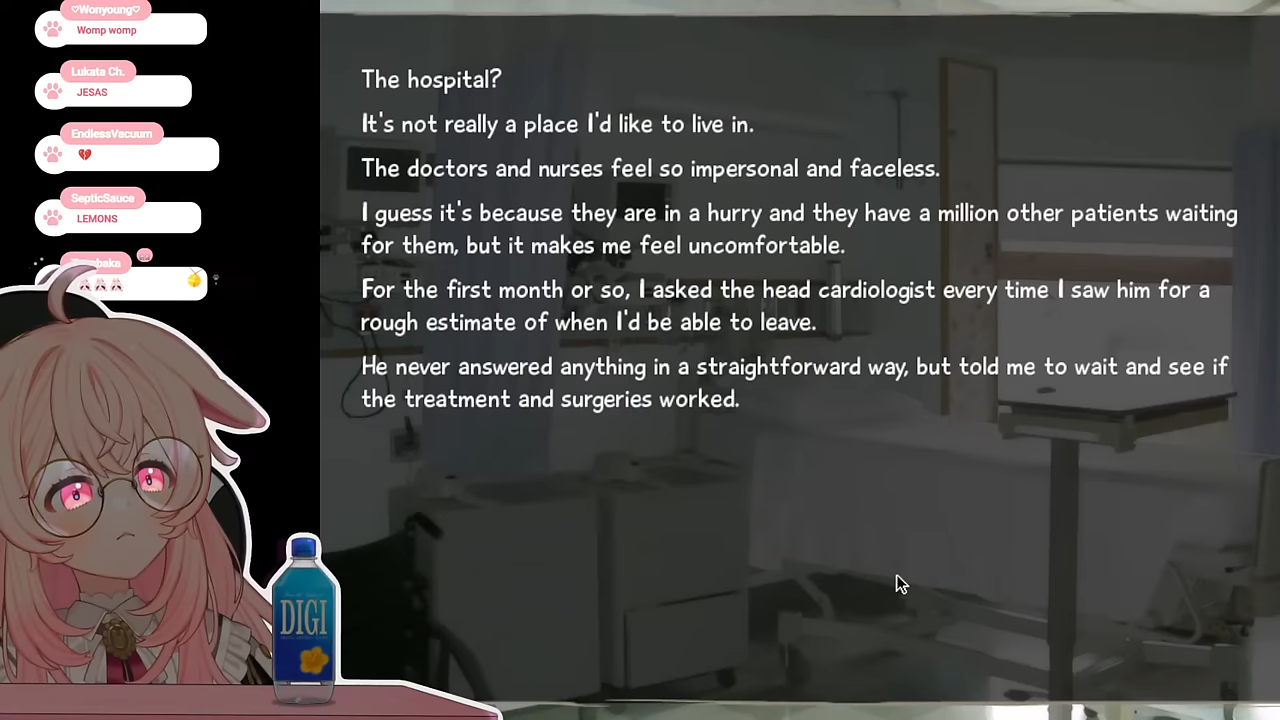 ♡Wonyoung♡
Womp womp
Lukata Ch.
JESAS
EndlessVacuum
SepticSauce
LEMONS
The hospital?
It's not really a place I'd like to live in.
The doctors and nurses feel so impersonal and faceless.
I guess it's because they are in a hurry and they have a million other patients waiting
for them, but it makes me feel uncomfortable.
For the first month or so, I asked the head cardiologist every time I saw him for a
rough estimate of when I'd be able to leave.
He never answered anything in a straightforward way, but told me to wait and see if
the treatment and surgeries worked.
DIGI